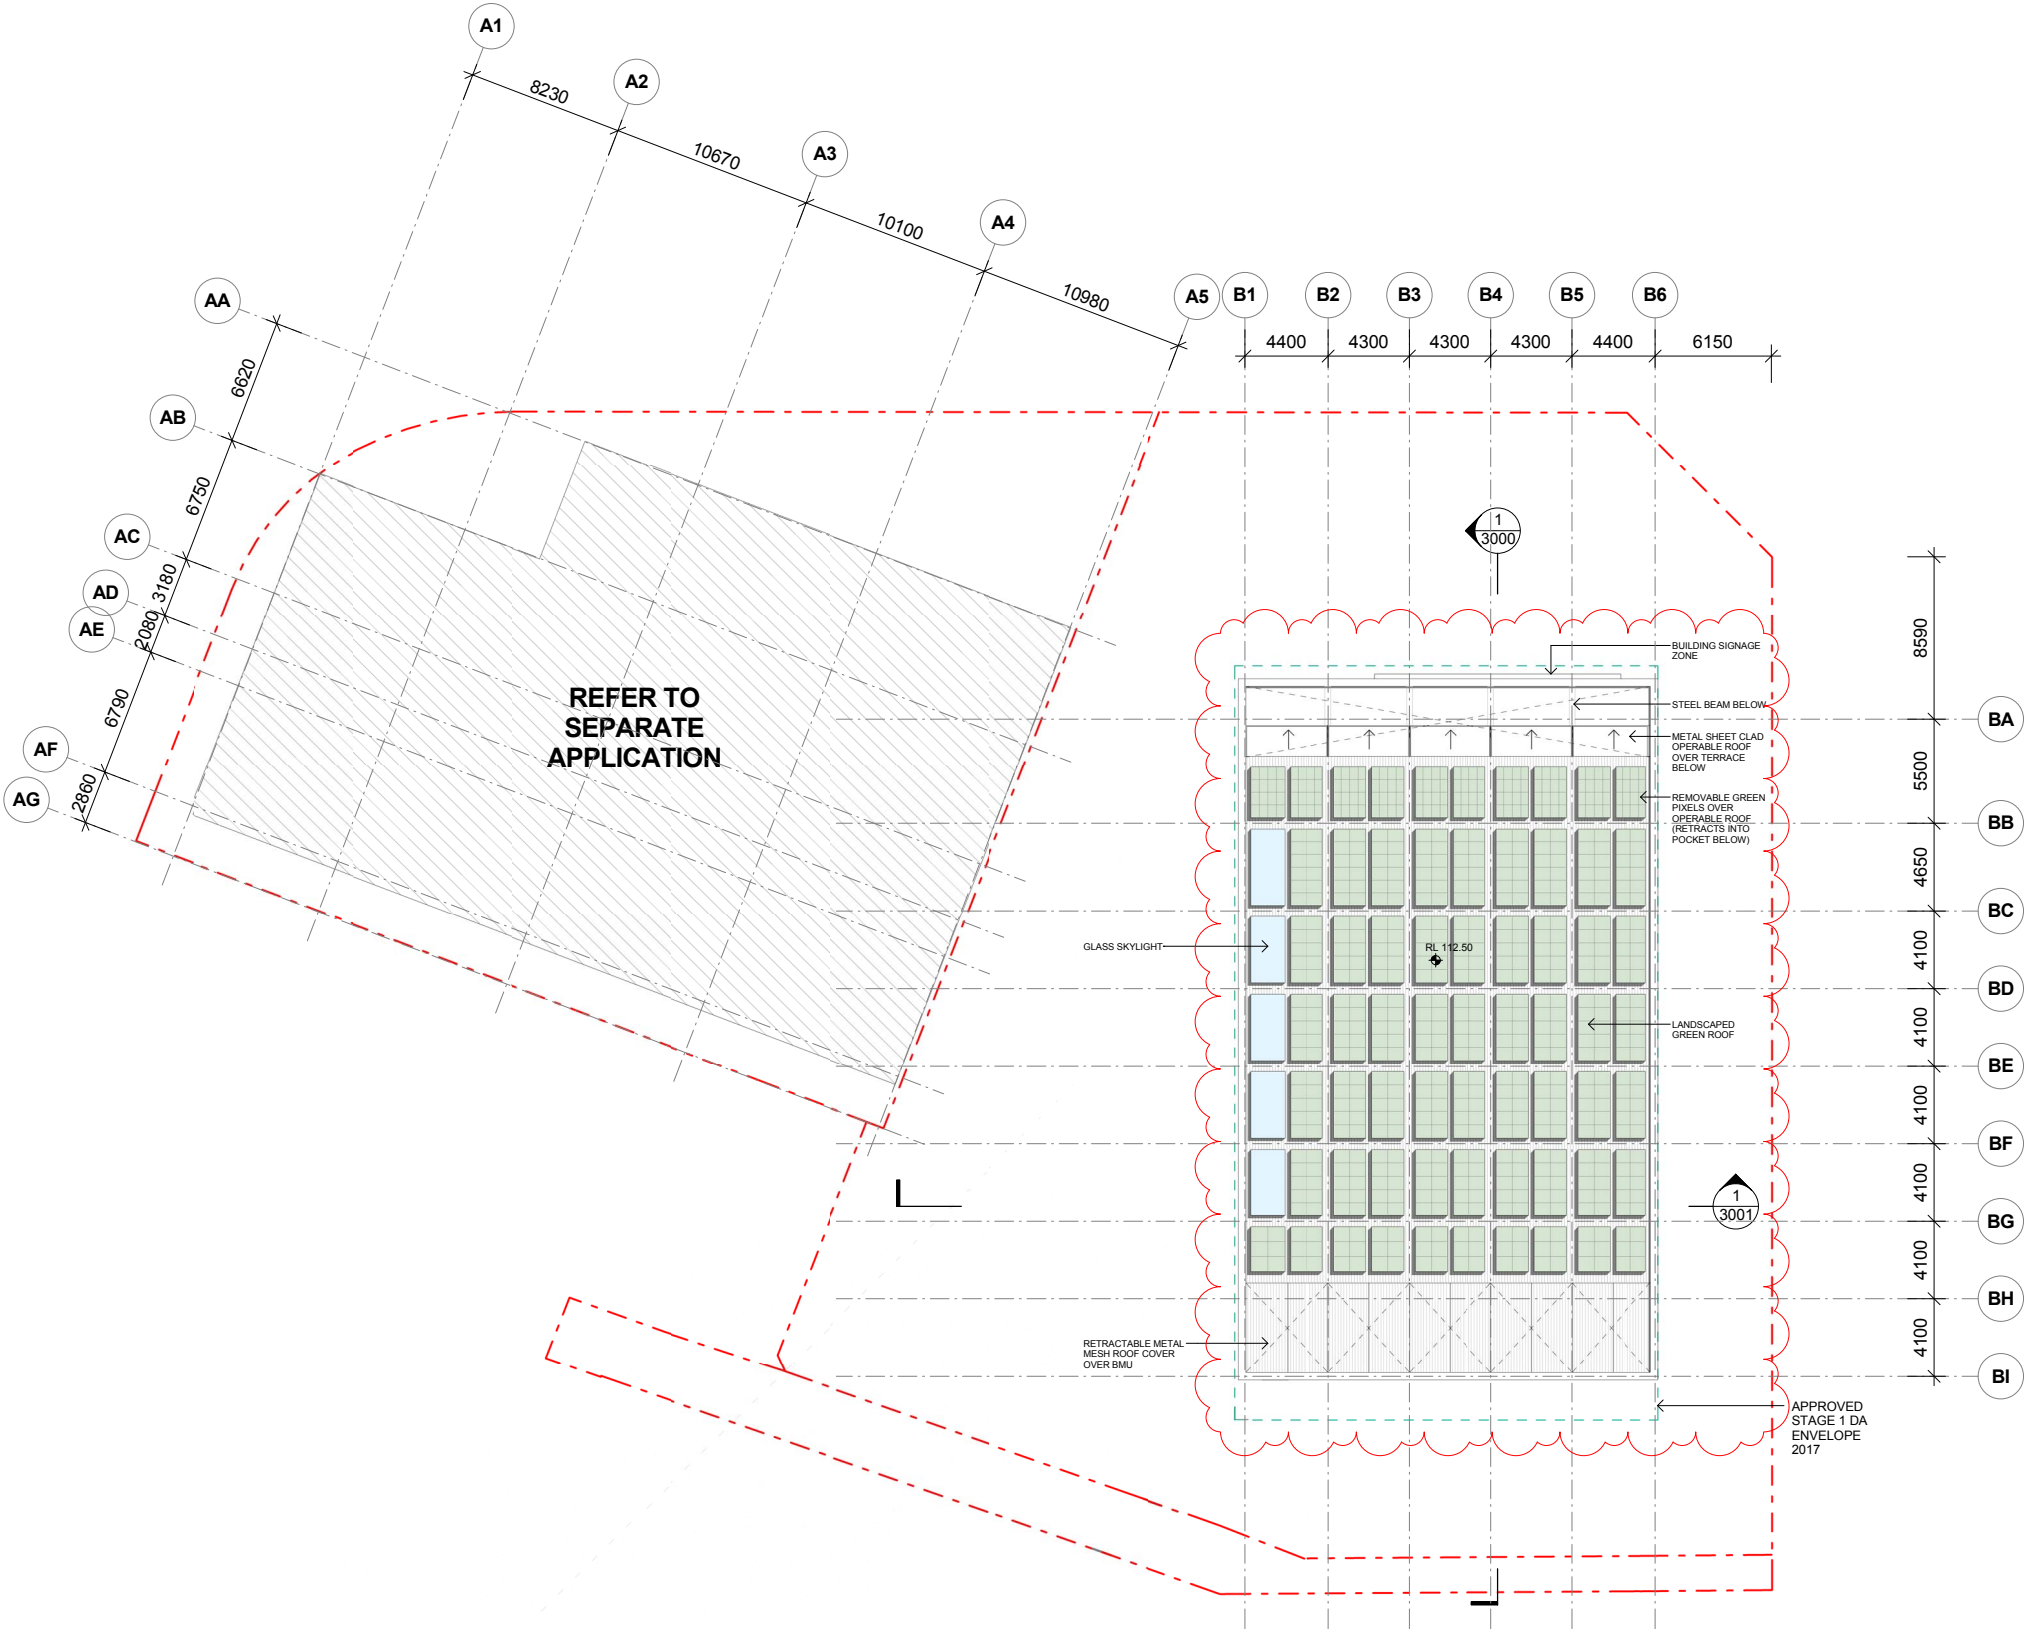 A1
A2
A3
A4
A5
8230
10670
10100
10980
AA
AB
AC
AD
AE
AF
AG
6620
6750
3180
2080
6790
2860
B1
B2
B3
B4
B5
B6
4400
4300
4300
4300
4400
6150
1
3000
REFER TO
SEPARATE
APPLICATION
BUILDING SIGNAGE
ZONE
STEEL BEAM BELOW
METAL SHEET CLAD
OPERABLE ROOF
OVER TERRACE
BELOW
REMOVABLE GREEN
PIXELS OVER
OPERABLE ROOF
(RETRACTS INTO
POCKET BELOW)
GLASS SKYLIGHT
RL 112.50
LANDSCAPED
GREEN ROOF
1
3001
RETRACTABLE METAL
MESH ROOF COVER
OVER BMU
APPROVED
STAGE 1 DA
ENVELOPE
2017
8590
5500
4650
4100
4100
4100
4100
4100
4100
BA
BB
BC
BD
BE
BF
BG
BH
BI